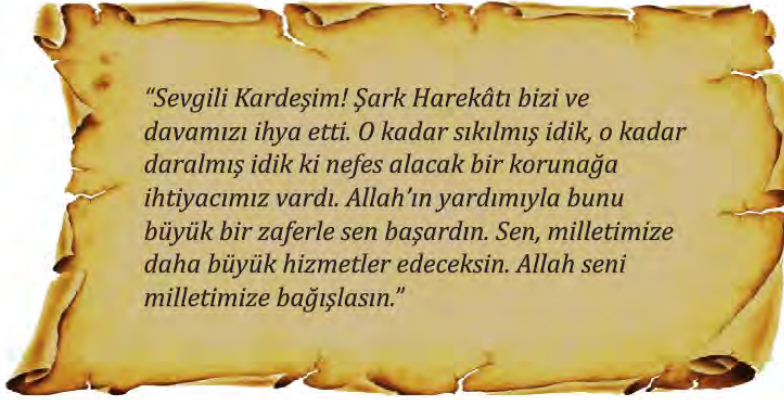 “Sevgili Kardeşim! Şark Harekâtı bizi ve
davamızı ihya etti. O kadar sıkılmış idik, o kadar
daralmış idik ki nefes alacak bir korunağa
ihtiyacımız vardı. Allah’ın yardımıyla bunu
büyük bir zaferle sen başardın. Sen, milletimize
daha büyük hizmetler edeceksin. Allah seni
milletimize bağışlasın.”